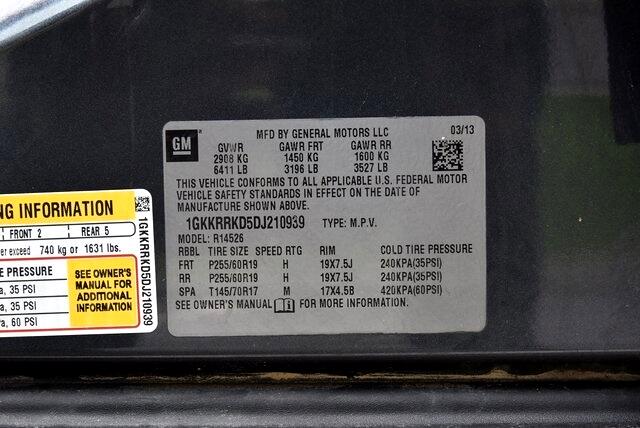 GM
MFD BY GENERAL MOTORS LLC 03/13
GVWR GAWR FRT GAWR RR
2908 KG 1450 KG 1600 KG
6411 LB 3196 LB 3527 LB
THIS VEHICLE CONFORMS TO ALL APPLICABLE U.S. FEDERAL MOTOR
VEHICLE SAFETY STANDARDS IN EFFECT ON THE DATE OF
MANUFACTURE SHOWN ABOVE.
1GKKRRKD5DJ210939 TYPE: M.P.V.
MODEL: R14526
RBBL TIRE SIZE SPEED RTG RIM COLD TIRE PRESSURE
FRT P255/60R19 H 19X7.5J 240KPA(35PSI)
RR P255/60R19 H 19X7.5J 240KPA(35PSI)
SPA T145/70R17 M 17X4.5B 420KPA(60PSI)
SEE OWNER'S MANUAL FOR MORE INFORMATION.
NG INFORMATION
FRONT 2 REAR 5
er exceed 740 kg or 1631 lbs.
E PRESSURE
a, 35 PSI
a, 35 PSI
a, 60 PSI
SEE OWNER'S
MANUAL FOR
ADDITIONAL
INFORMATION
1GKKRRKD5DJ210939